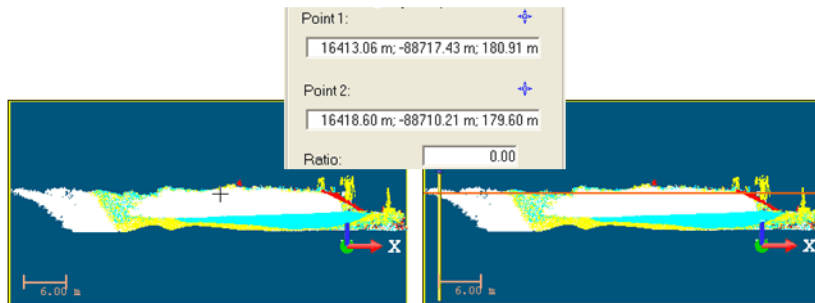 Point 1:
16413.06 m; -88717.43 m; 180.91 m
Point 2:
16418.60 m; -88710.21 m; 179.60 m
Ratio:
0.00
X
6.00 m
X
6.00 m